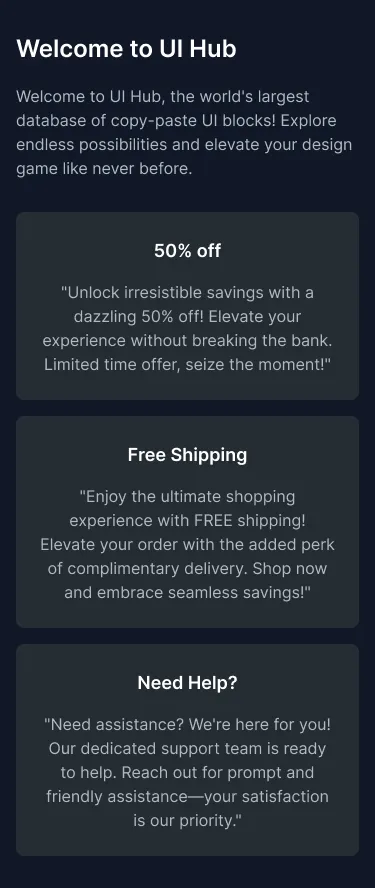 Welcome to UI Hub
Welcome to UI Hub, the world's largest
database of copy-paste UI blocks! Explore
endless possibilities and elevate your design
game like never before.
50% off
"Unlock irresistible savings with a
dazzling 50% off! Elevate your
experience without breaking the bank.
Limited time offer, seize the moment!"
Free Shipping
"Enjoy the ultimate shopping
experience with FREE shipping!
Elevate your order with the added perk
of complimentary delivery. Shop now
and embrace seamless savings!"
Need Help?
"Need assistance? We're here for you!
Our dedicated support team is ready
to help. Reach out for prompt and
friendly assistance—your satisfaction
is our priority."